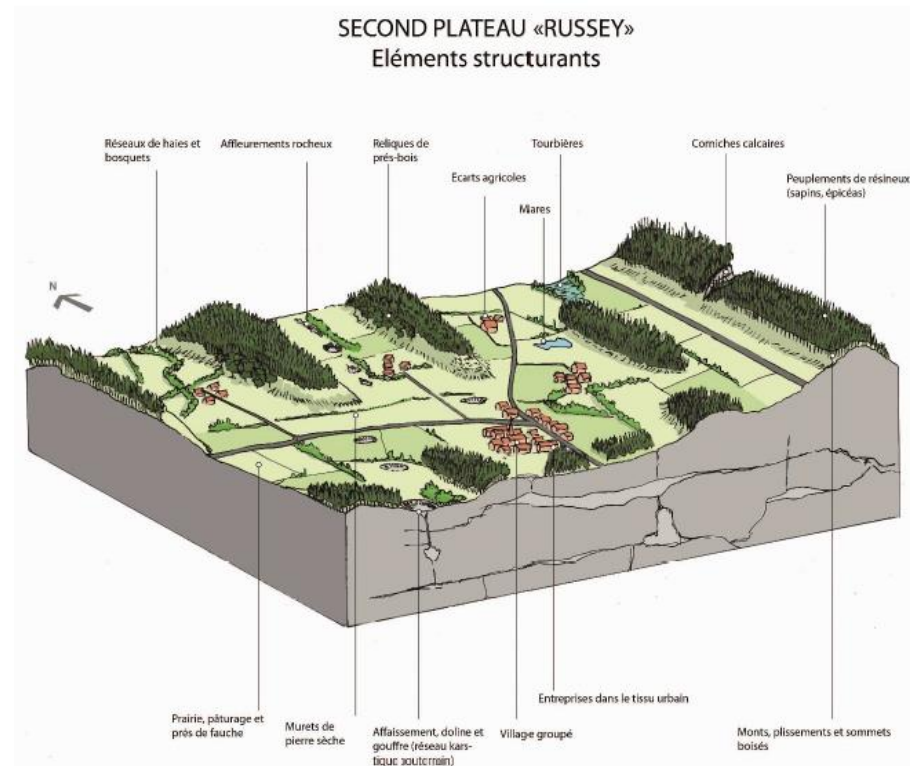 SECOND PLATEAU «RUSSEY»
Eléments structurants
Réseaux de haies et
bosquets
Affleurements rocheux
Reliques de
prés-bois
Ecarts agricoles
Tourbières
Mares
Corniches calcaires
Peuplements de résineux
(sapins, épicéas)
N
Prairie, pâturage et
prés de fauche
Murets de
pierre sèche
Affaissement, doline et
gouffre (réseau kars-
tique souterrain)
Village groupé
Entreprises dans le tissu urbain
Monts, plissements et sommets
boisés